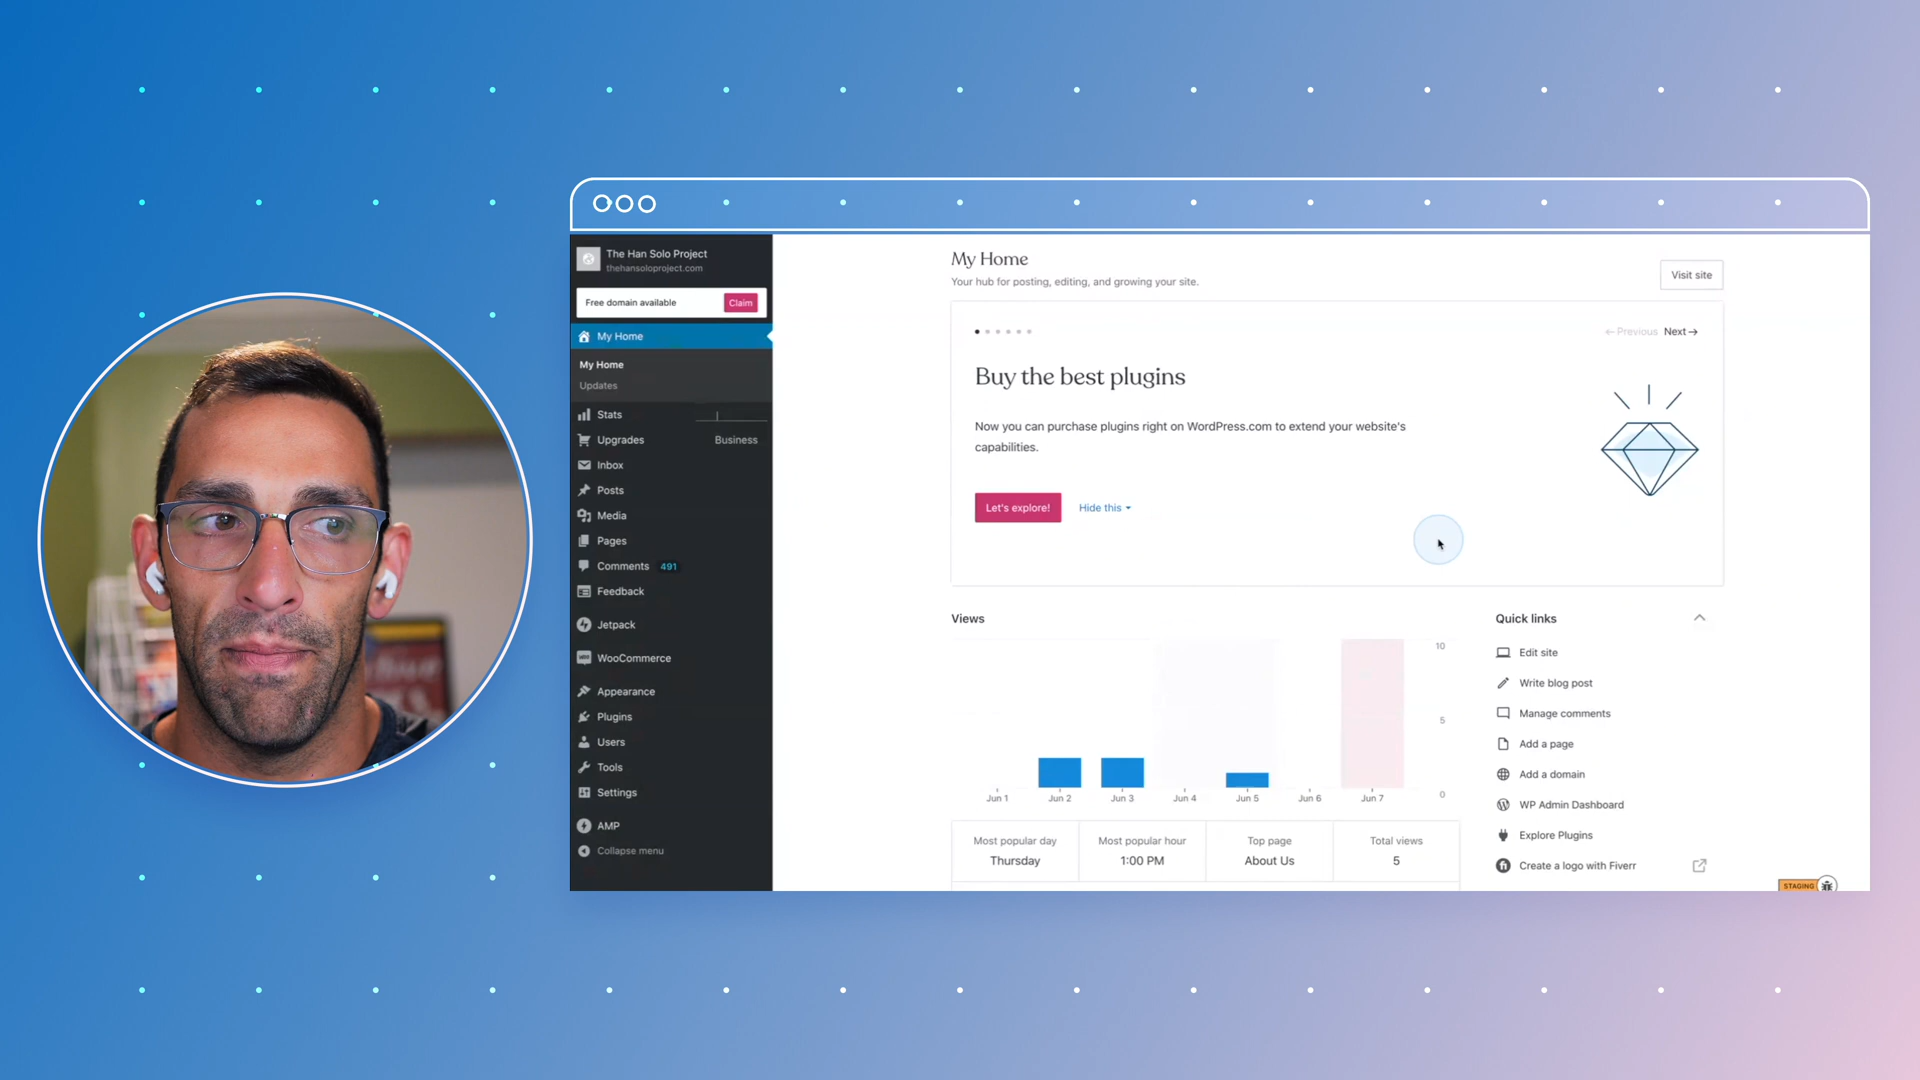 The Han Solo Project
thehansoloproject.com
Free domain available
Claim
My Home
My Home
Updates
Stats
Upgrades
Business
Inbox
Posts
Media
Pages
Comments 491
Feedback
Jetpack
WooCommerce
Appearance
Plugins
Users
Tools
Settings
AMP
Collapse menu
My Home
Your hub for posting, editing, and growing your site.
Visit site
←Previous Next→
Buy the best plugins
Now you can purchase plugins right on WordPress.com to extend your website's
capabilities.
Let's explore!
Hide this
Views
10
5
0
Jun 1 Jun 2 Jun 3 Jun 4 Jun 5 Jun 6 Jun 7
Most popular day
Thursday
Most popular hour
1:00 PM
Top page
About Us
Total views
5
Quick links
Edit site
Write blog post
Manage comments
Add a page
Add a domain
WP Admin Dashboard
Explore Plugins
Create a logo with Fiverr
STAGING